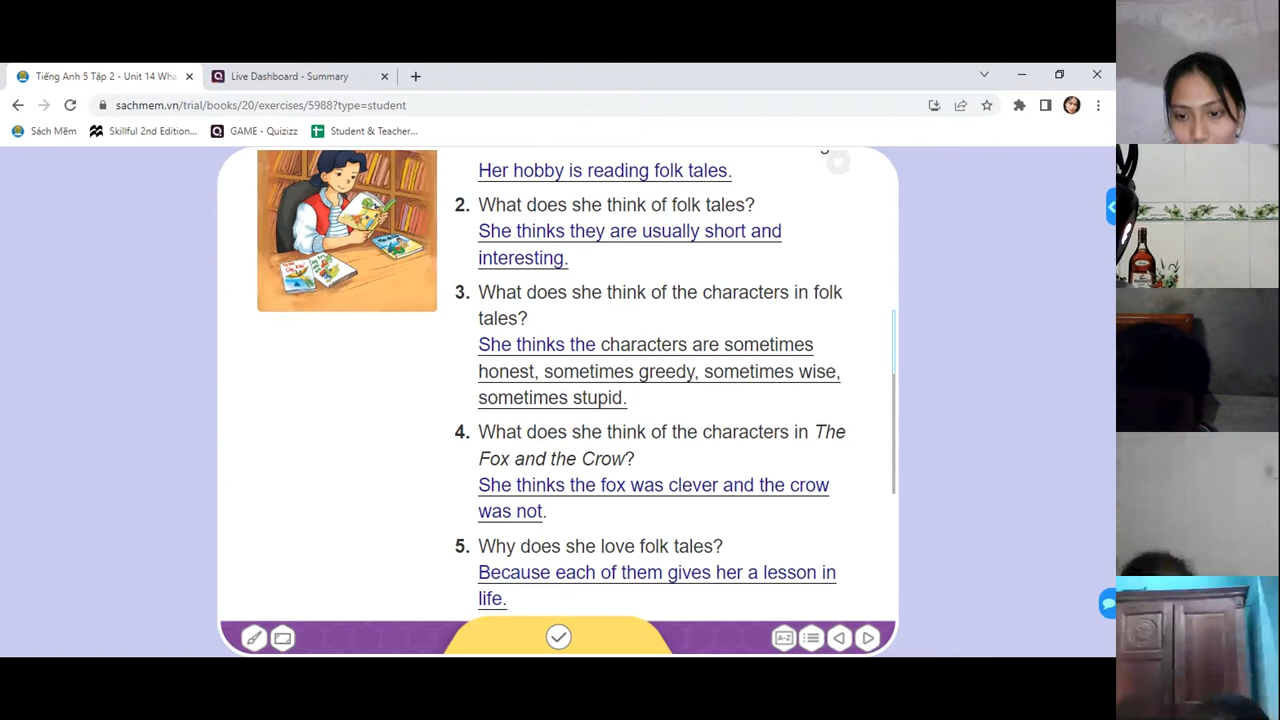 Tiếng Anh 5 Tập 2 - Unit 14 Wha
Live Dashboard - Summary
sachmem.vn/trial/books/20/exercises/5988?type=student
Sách Mềm
Skillful 2nd Edition...
GAME - Quizizz
Student & Teacher...
Her hobby is reading folk tales.
2. What does she think of folk tales?
She thinks they are usually short and
interesting.
3. What does she think of the characters in folk
tales?
She thinks the characters are sometimes
honest, sometimes greedy, sometimes wise,
sometimes stupid.
4. What does she think of the characters in The
Fox and the Crow?
She thinks the fox was clever and the crow
was not.
5. Why does she love folk tales?
Because each of them gives her a lesson in
life.
A-Z